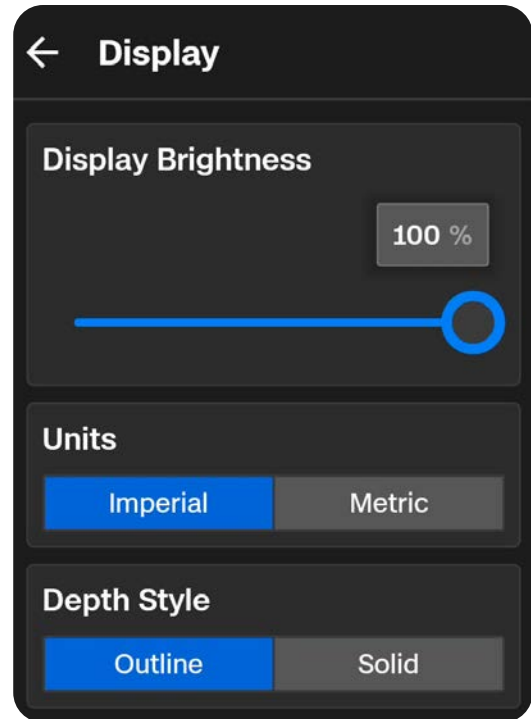 Display
Display Brightness
100 %
Units
Imperial Metric
Depth Style
Outline Solid